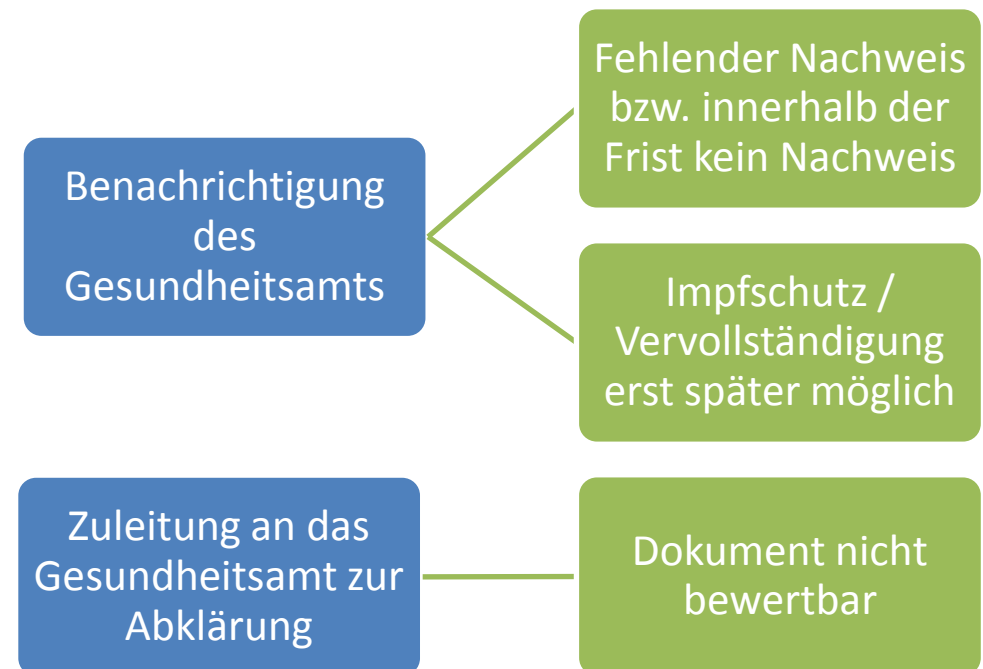 Benachrichtigung
des
Gesundheitsamts
Fehlender Nachweis
bzw. innerhalb der
Frist kein Nachweis
Impfschutz /
Vervollständigung
erst später möglich
Zuleitung an das
Gesundheitsamt zur
Abklärung
Dokument nicht
bewertbar